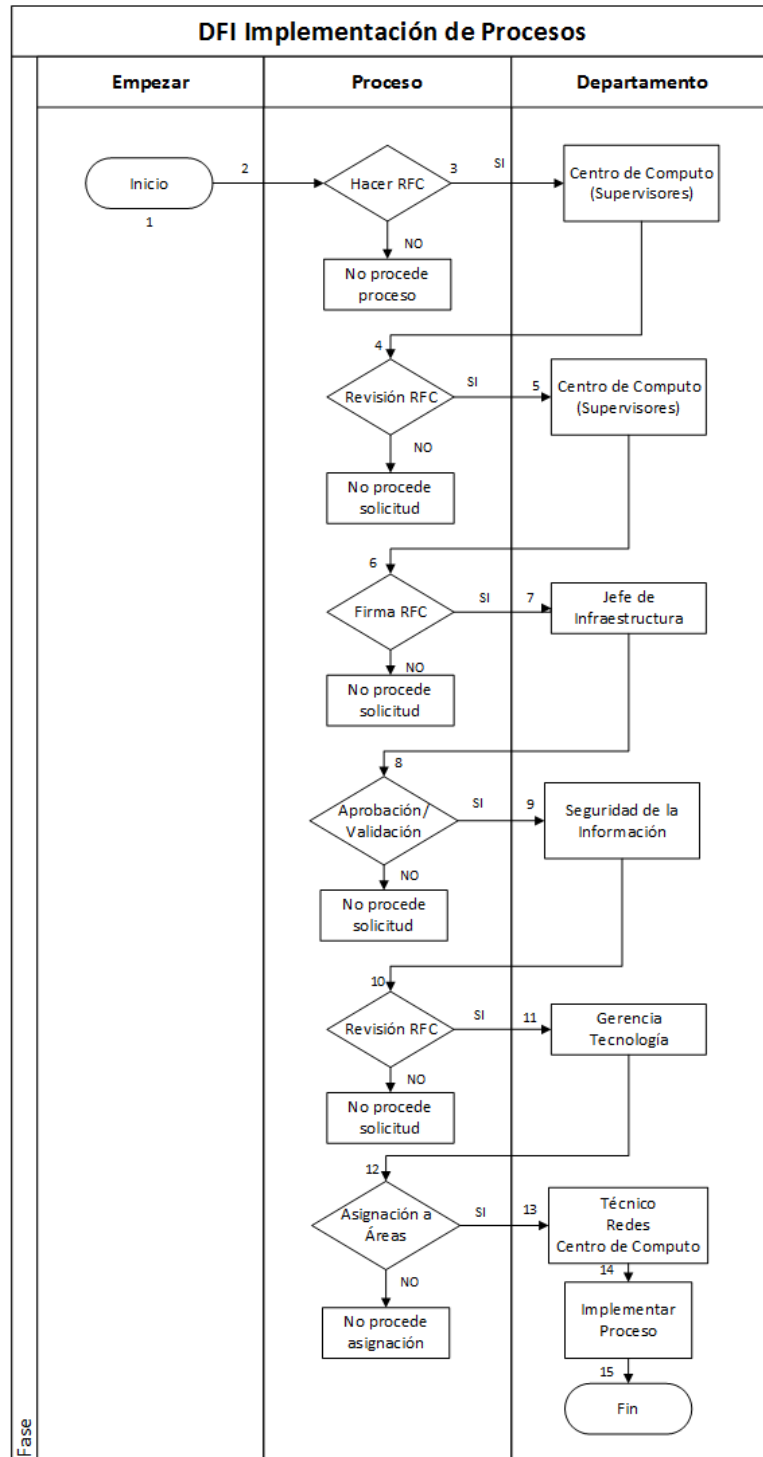 DFI Implementación de Procesos
Empezar
Proceso
Departamento
Inicio
1
2
Hacer RFC
3
SI
Centro de Computo
(Supervisores)
NO
No procede
proceso
4
Revisión RFC
SI
5
Centro de Computo
(Supervisores)
NO
No procede
solicitud
6
Firma RFC
SI
7
Jefe de
Infraestructura
NO
No procede
solicitud
8
Aprobación/
Validación
SI
9
Seguridad de la
Información
NO
No procede
solicitud
10
Revisión RFC
SI
11
Gerencia
Tecnología
NO
No procede
solicitud
12
Asignación a
Áreas
SI
13
Técnico
Redes
Centro de Computo
NO
No procede
asignación
14
Implementar
Proceso
15
Fin
Fase